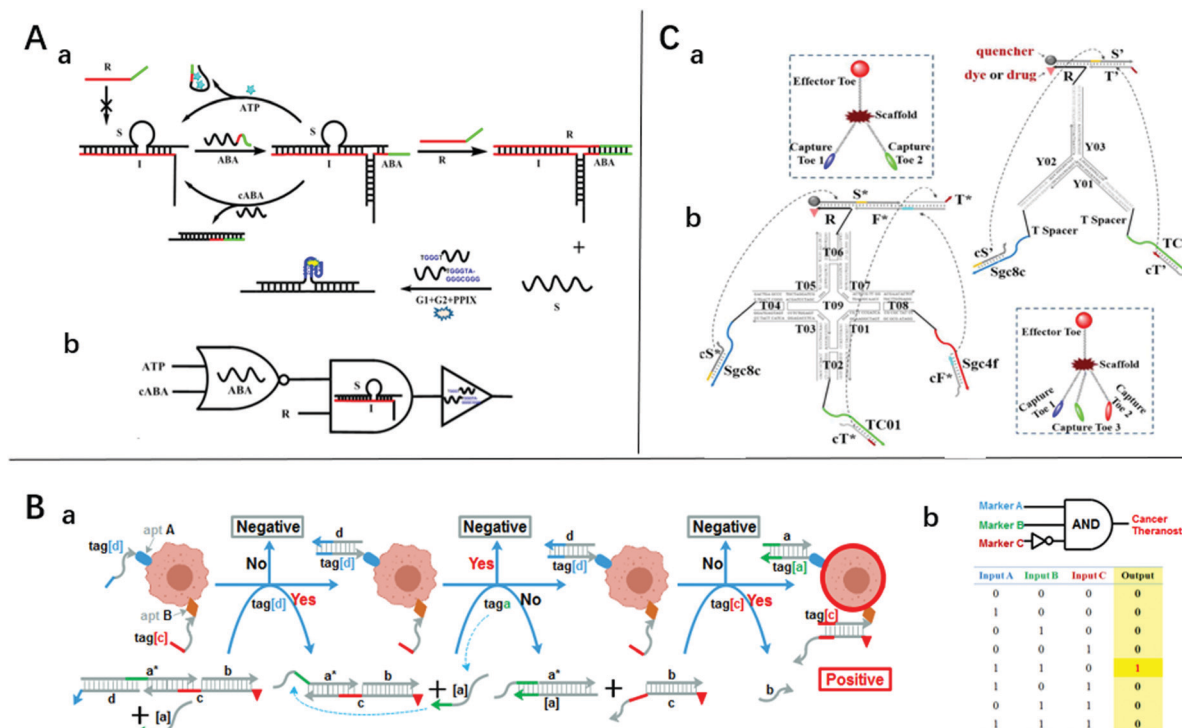 A
a
R
S
I
ATP
ABA
cABA
S
I
ABA
R
R
I
ABA
+
S
TGGGT
TGGGTA-
GGGCGGG
G1+G2+PPIX
b
ATP
cABA
ABA
R
S
I
C
a
Effector Toe
Scaffold
Capture
Toe 1
Capture
Toe 2
quencher
dye or drug
R
S'
T'
Y02
Y03
Y01
T Spacer
T Spacer
cS'
Sgc8c
TC
cT'
b
S*
T*
R
F*
T06
T05
T07
T04
T09
T08
T03
T01
T02
cS*
Sgc8c
Sgc4f
cF*
TC01
cT*
Effector Toe
Scaffold
Capture
Toe 1
Capture
Toe 2
Capture Toe 3
B
a
tag[d]
apt A
apt B
tag[c]
Negative
No
tag[d]
Yes
d
tag[d]
Negative
Yes
tag a
No
d
tag[d]
Negative
No
tag[c]
Yes
a
tag[a]
tag[c]
Positive
a*
b
d
c
+
[a]
a*
b
c
+
[a]
a*
[a]
+
b
c
b
b
Marker A
Marker B
Marker C
AND
Cancer
Theranost
Input A Input B Input C Output
0 0 0 0
1 0 0 0
0 1 0 0
0 0 1 0
1 1 0 1
1 0 1 0
0 1 1 0
1 1 1 0